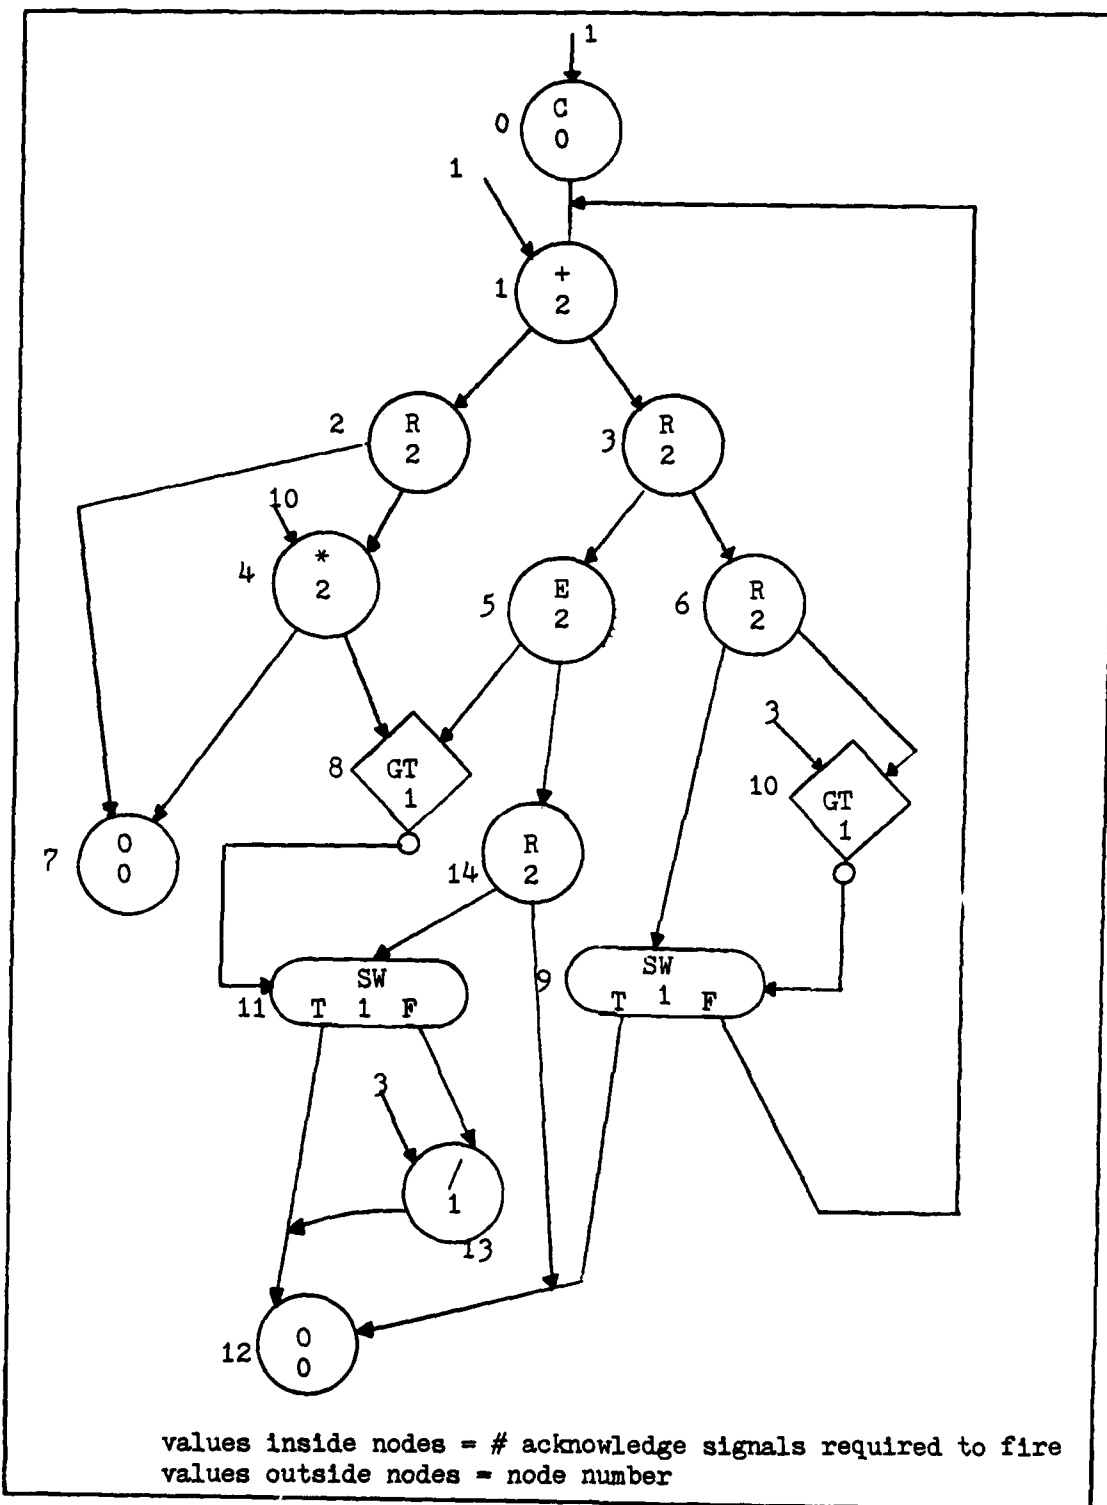 1
C
0
0
1
+
1
2
2
R
2
3
R
2
10
*
4
2
5
E
2
6
R
2
3
8
GT
1
10
GT
1
7
0
0
14
R
2
9
SW
T 1 F
11
SW
T 1 F
3
/
1
13
12
0
0
values inside nodes = # acknowledge signals required to fire
values outside nodes = node number